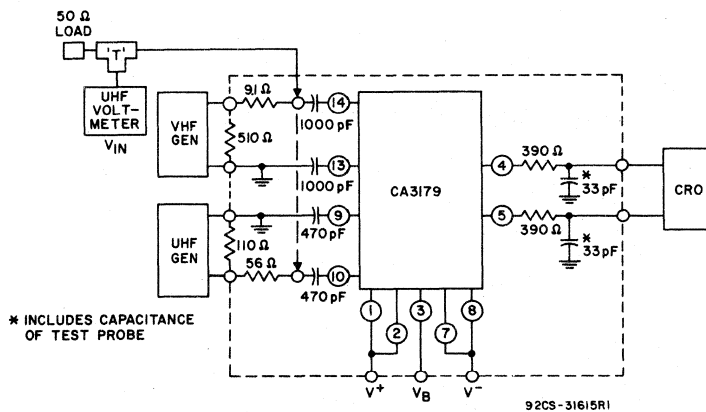 50 Ω
LOAD
'T'
UHF
VOLT-
METER
VIN
VHF
GEN
91 Ω
510 Ω
1000 pF
14
1000 pF
13
UHF
GEN
110 Ω
56 Ω
470 pF
9
470 pF
10
CA3179
4
390 Ω
*
33 pF
5
390 Ω
*
33 pF
CRO
1
2
3
7
8
V+
VB
V-
* INCLUDES CAPACITANCE
OF TEST PROBE
92CS-31615R1